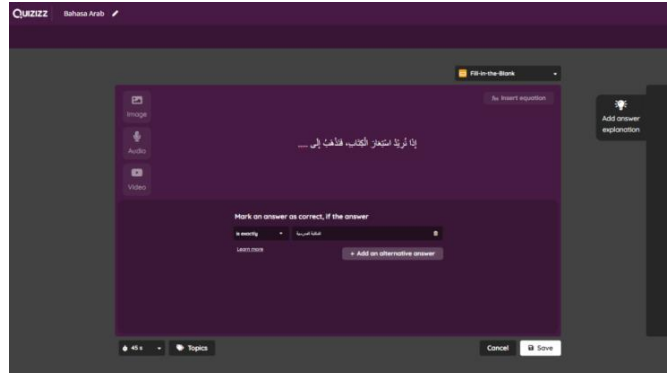 QUIZIZZ Bahasa Arab
Fill-in-the-Blank
Image
Insert equation
Add answer explanation
Audio
إِذَا تُرِيْدُ اسْتِعَارَ الْكِتَابِ، فَتَذْهَبُ إِلَى ....
Video
Mark an answer as correct, if the answer
is exactly
Learn more
+ Add an alternative answer
45 s
Topics
Cancel
Save